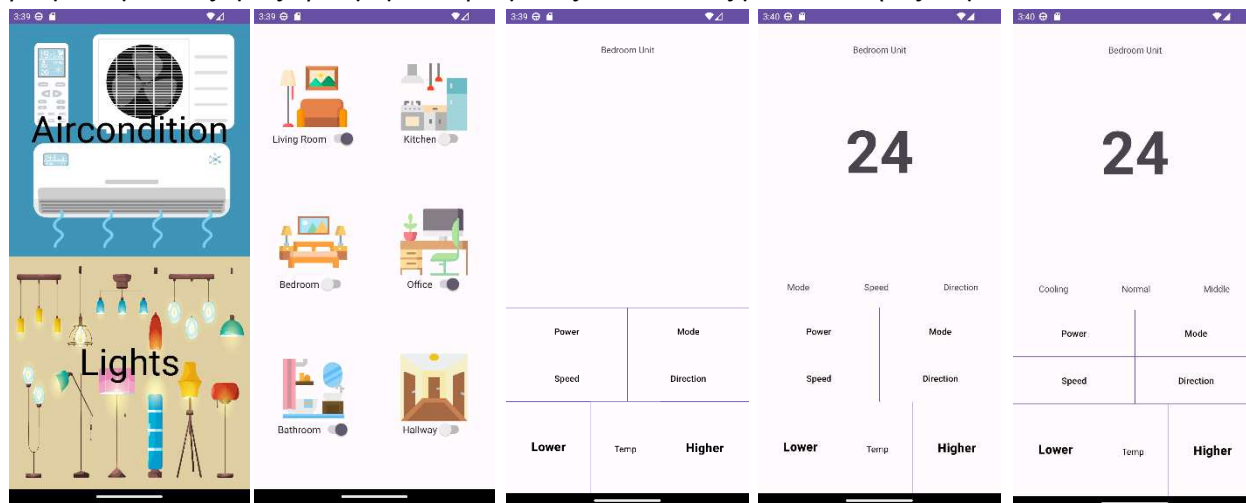 3:39
Aircondition
Lights
3:39
Living Room
Kitchen
Bedroom
Office
Bathroom
Hallway
3:39
Bedroom Unit
Power Mode
Speed Direction
Lower Temp Higher
3:40
Bedroom Unit
24
Mode Speed Direction
Power Mode
Speed Direction
Lower Temp Higher
3:40
Bedroom Unit
24
Cooling Normal Middle
Power Mode
Speed Direction
Lower Temp Higher